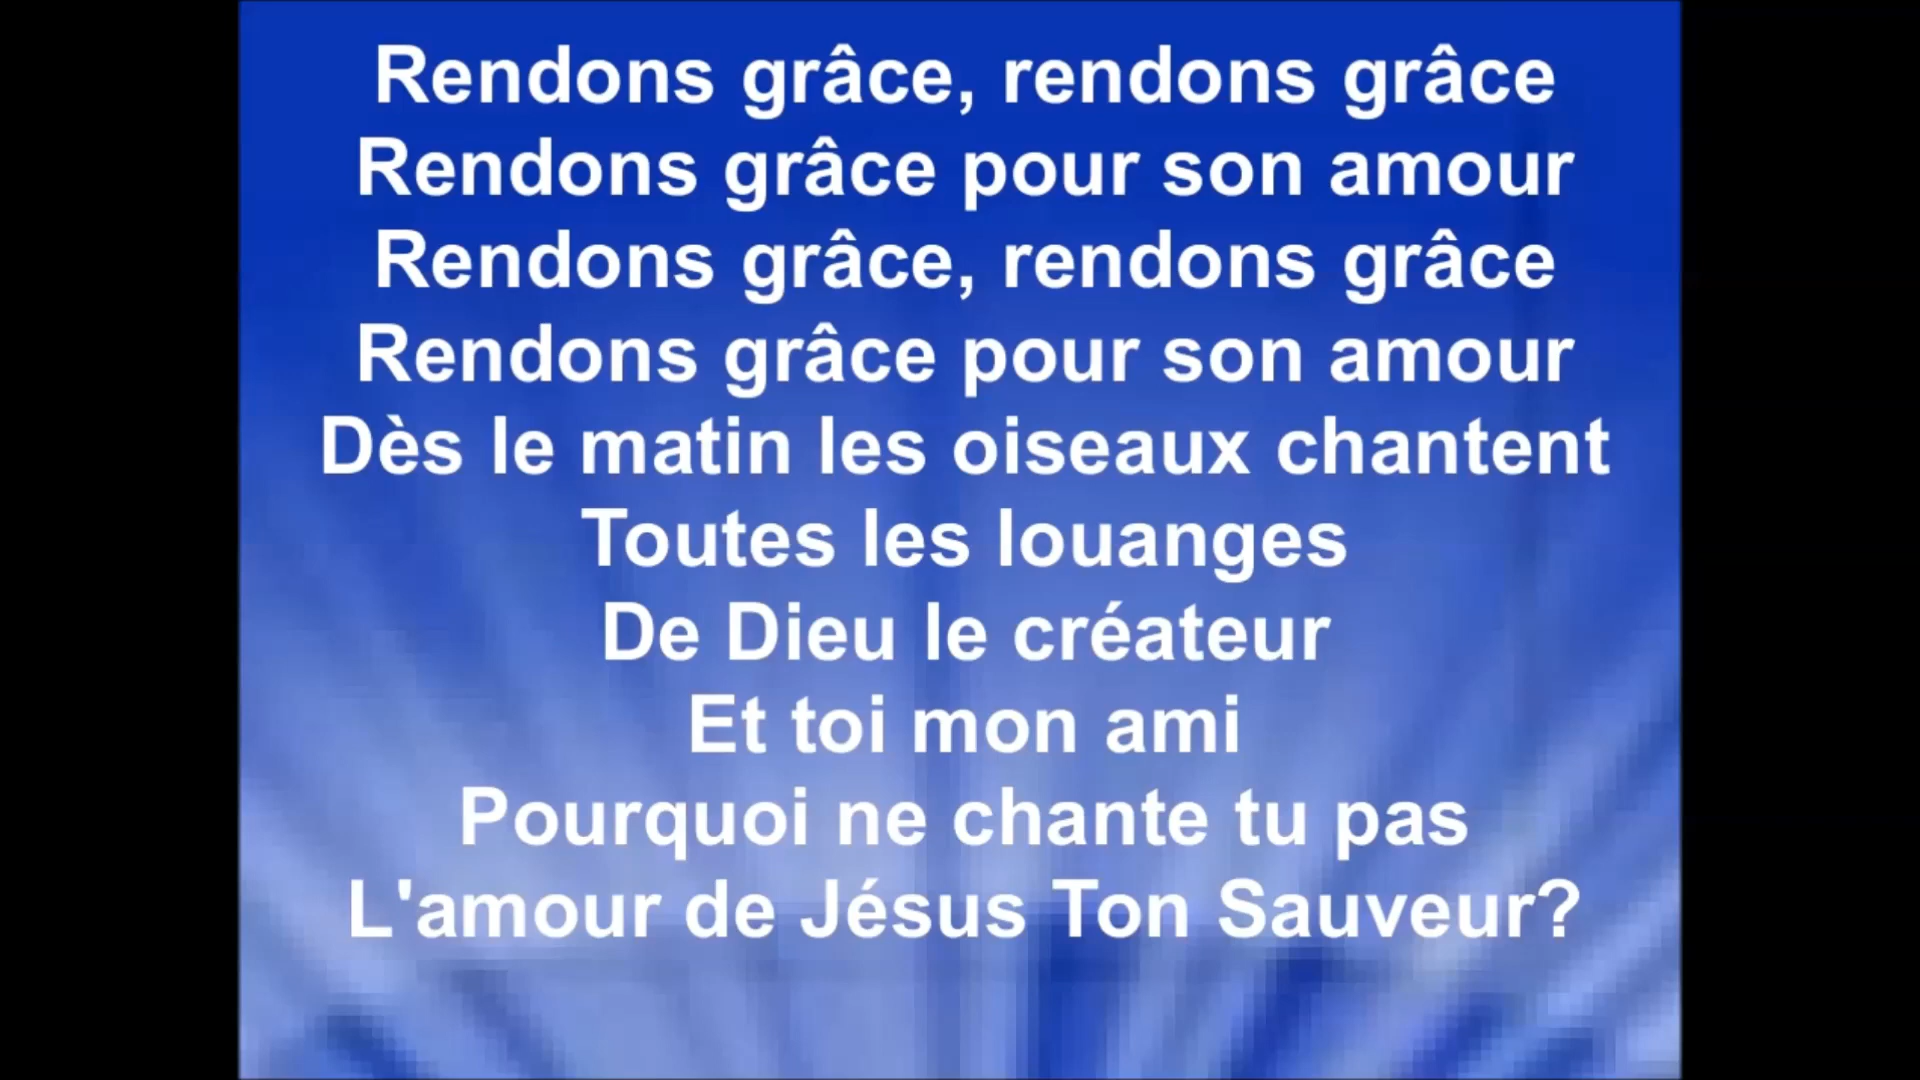 Rendons grâce, rendons grâce
Rendons grâce pour son amour
Rendons grâce, rendons grâce
Rendons grâce pour son amour
Dès le matin les oiseaux chantent
Toutes les louanges
De Dieu le créateur
Et toi mon ami
Pourquoi ne chante tu pas
L'amour de Jésus Ton Sauveur?